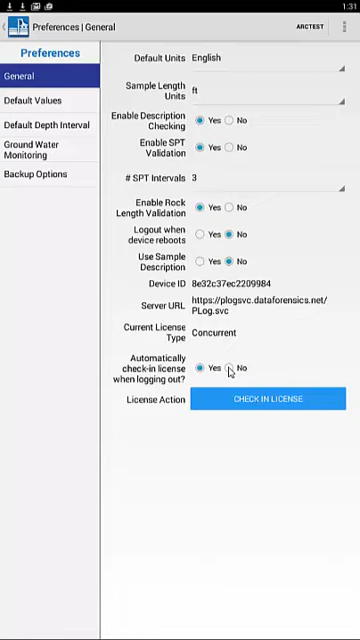 1:31
Preferences | General
ARCTEST
Preferences
General
Default Values
Default Depth Interval
Ground Water
Monitoring
Backup Options
Default Units English
Sample Length
Units ft
Enable Description
Checking Yes No
Enable SPT
Validation Yes No
# SPT Intervals 3
Enable Rock
Length Validation Yes No
Logout when
device reboots Yes No
Use Sample
Description Yes No
Device ID 8e32c37ec2209984
Server URL https://plogsvc.dataforensics.net/
PLog.svc
Current License
Type Concurrent
Automatically
check-in license
when logging out? Yes No
License Action CHECK IN LICENSE